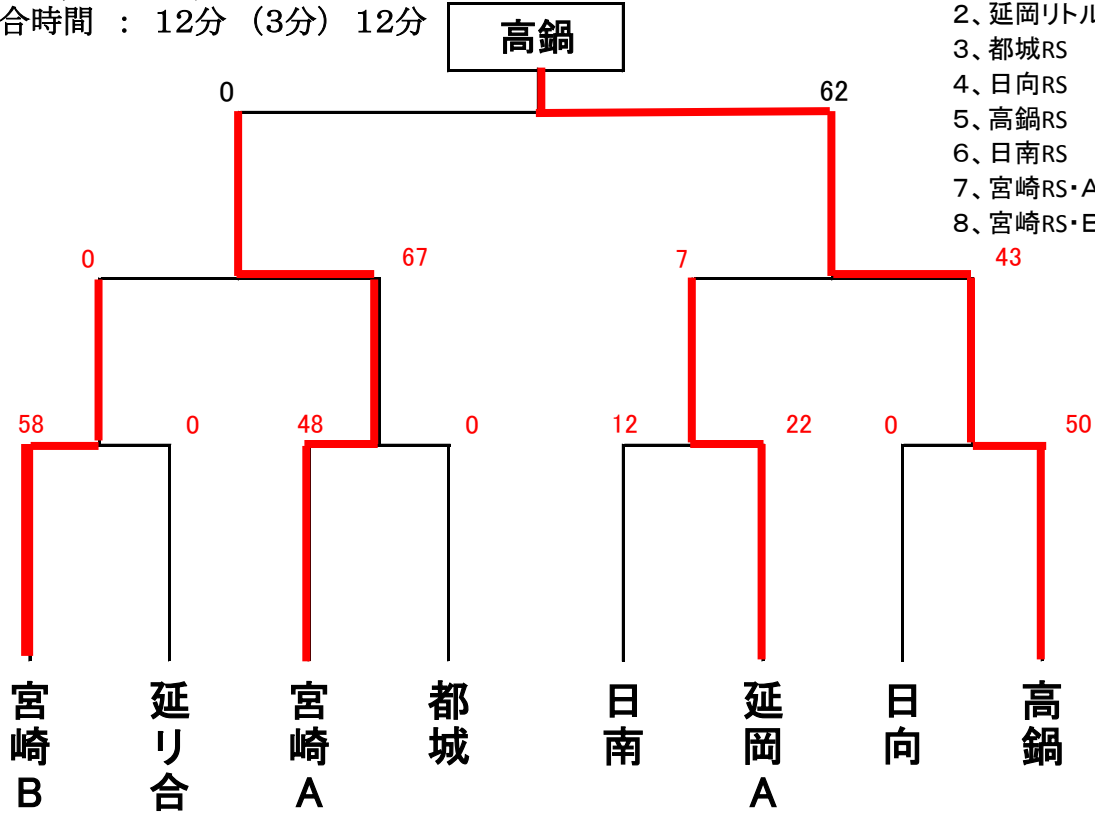 合時間 : 12分 (3分) 12分
高鍋
2、延岡リトル
3、都城RS
4、日向RS
5、高鍋RS
6、日南RS
7、宮崎RS・A
8、宮崎RS・
0
62
0
67
7
43
58
0
48
0
12
22
0
50
宮崎B
延リ合
宮崎A
都城
日南
延岡A
日向
高鍋